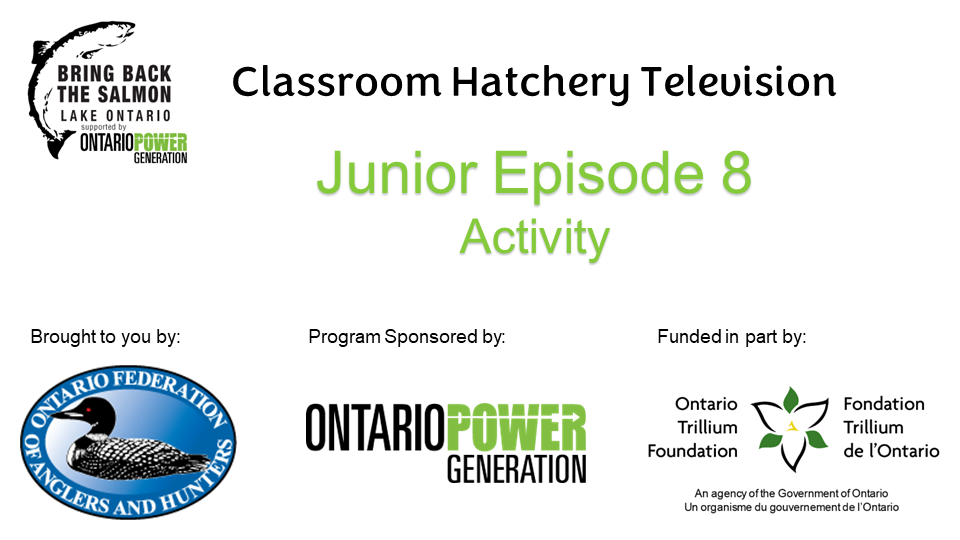 BRING BACK
THE SALMON
LAKE ONTARIO
supported by
ONTARIOPOWER
GENERATION
Classroom Hatchery Television
Junior Episode 8
Activity
Brought to you by:
ONTARIO FEDERATION
OF ANGLERS AND HUNTERS
Program Sponsored by:
ONTARIOPOWER
GENERATION
Funded in part by:
Ontario
Trillium
Foundation
Fondation
Trillium
de l'Ontario
An agency of the Government of Ontario
Un organisme du gouvernement de l'Ontario